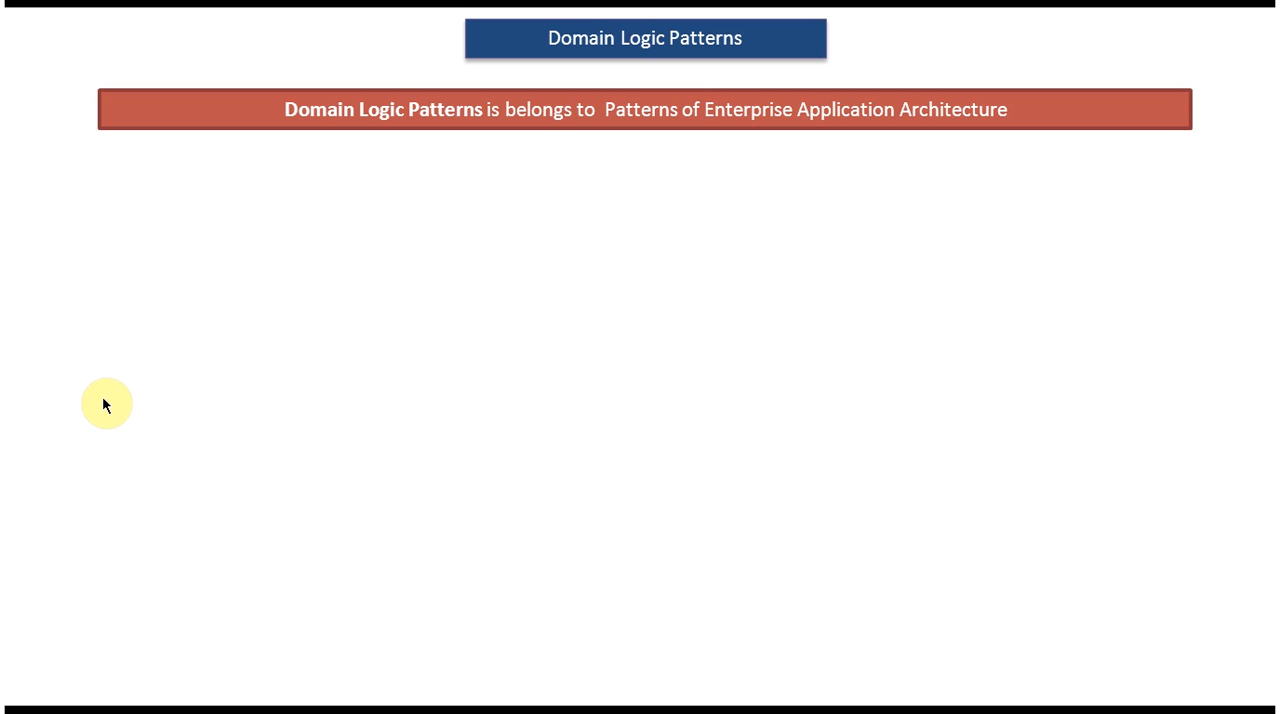 Domain Logic Patterns
Domain Logic Patterns is belongs to  Patterns of Enterprise Application Architecture